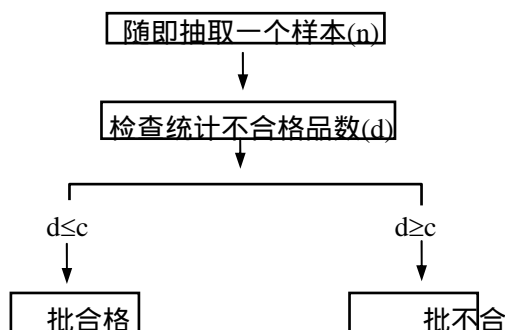 随即抽取一个样本(n)
检查统计不合格品数(d)
d≤c
d≥c
批合格
批不合